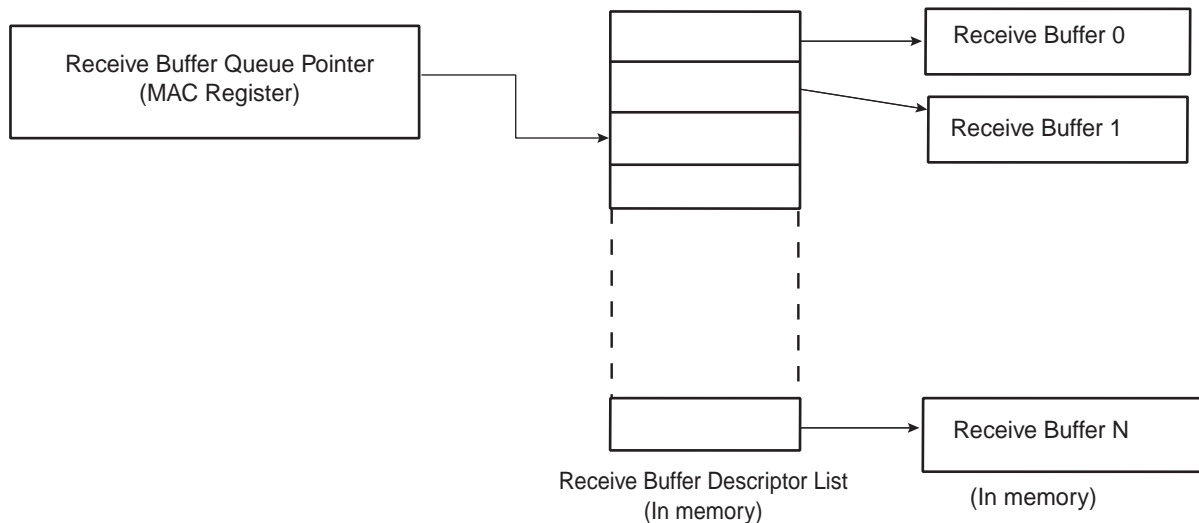 Receive Buffer Queue Pointer
(MAC Register)
Receive Buffer 0
Receive Buffer 1
Receive Buffer N
Receive Buffer Descriptor List
(In memory)
(In memory)